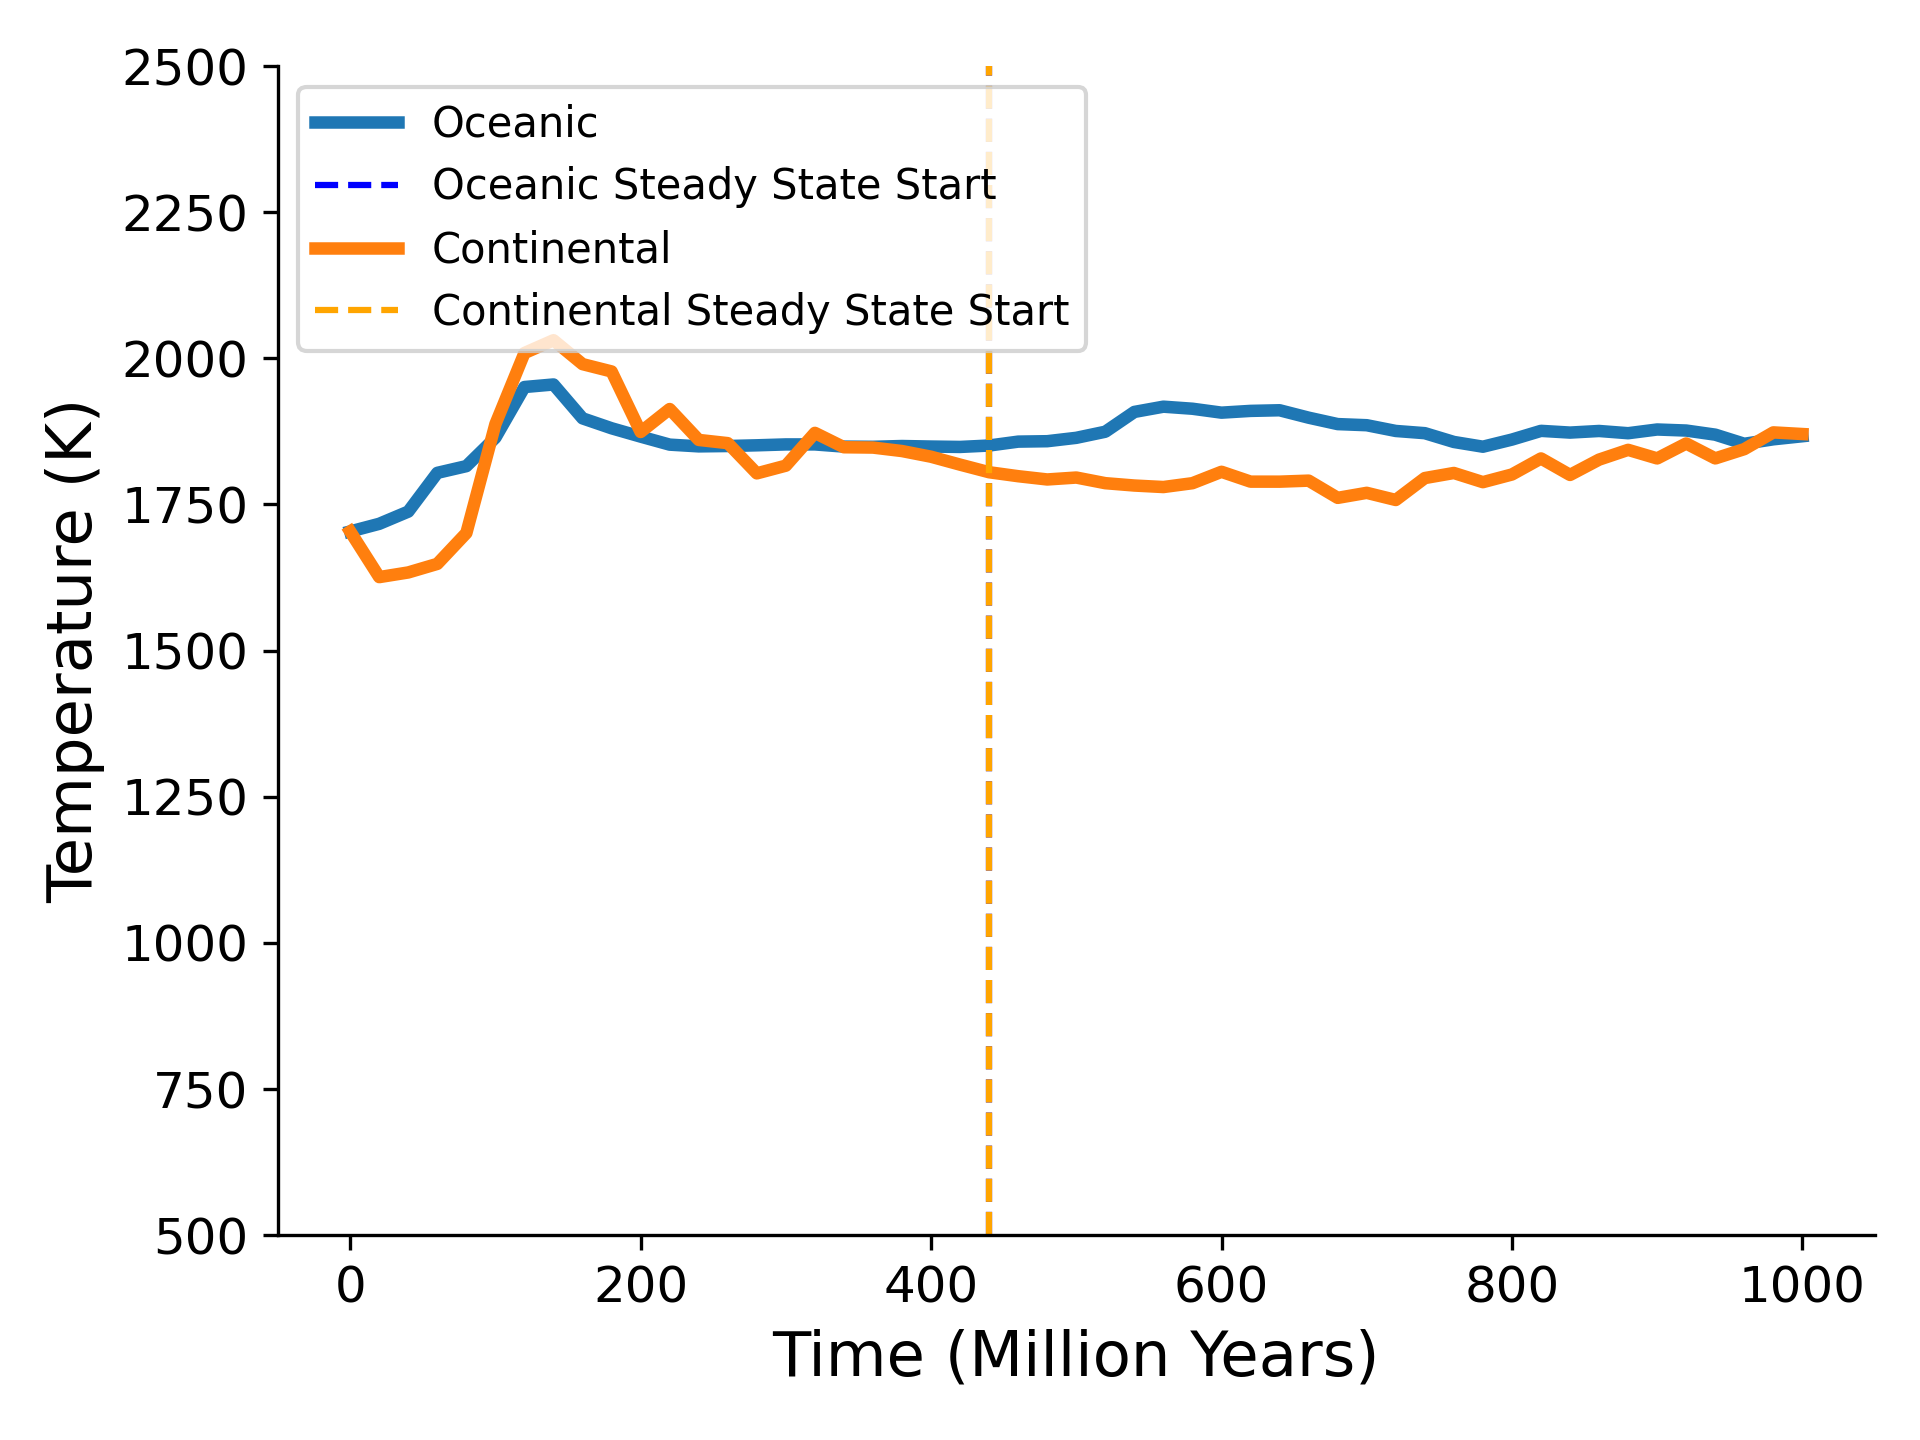 2500
2250
2000
1750
1500
1250
1000
750
500
Temperature (K)
Oceanic
Oceanic Steady State Start
Continental
Continental Steady State Start
0 200 400 600 800 1000
Time (Million Years)